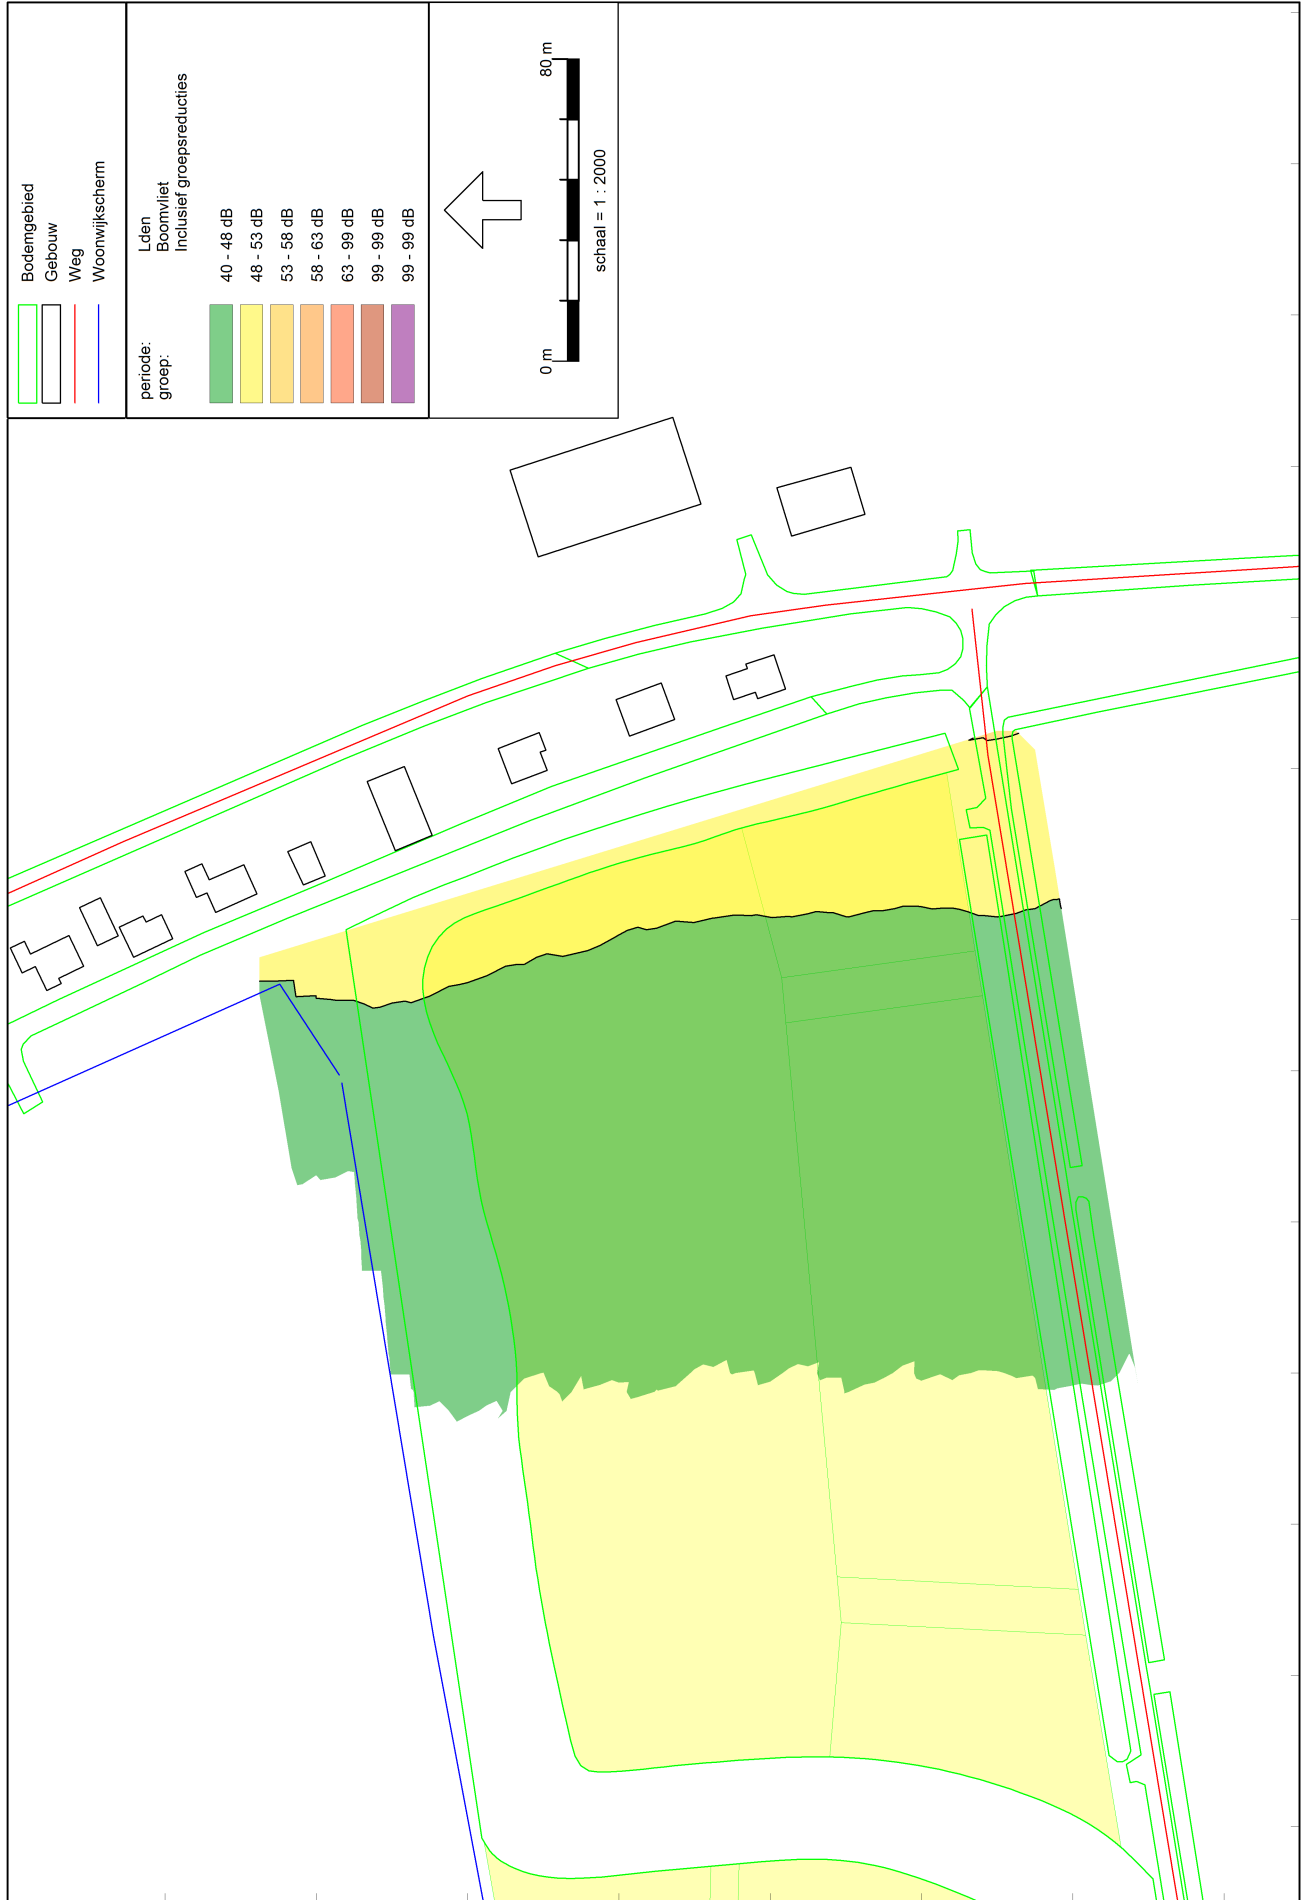 Bodemgebied
Gebouw
Weg
Woonwijkscherm
periode: Lden
groep: Boomvliet
Inclusief groepsreducties
40 - 48 dB
48 - 53 dB
53 - 58 dB
58 - 63 dB
63 - 99 dB
99 - 99 dB
99 - 99 dB
0 m 80 m
schaal = 1 : 2000